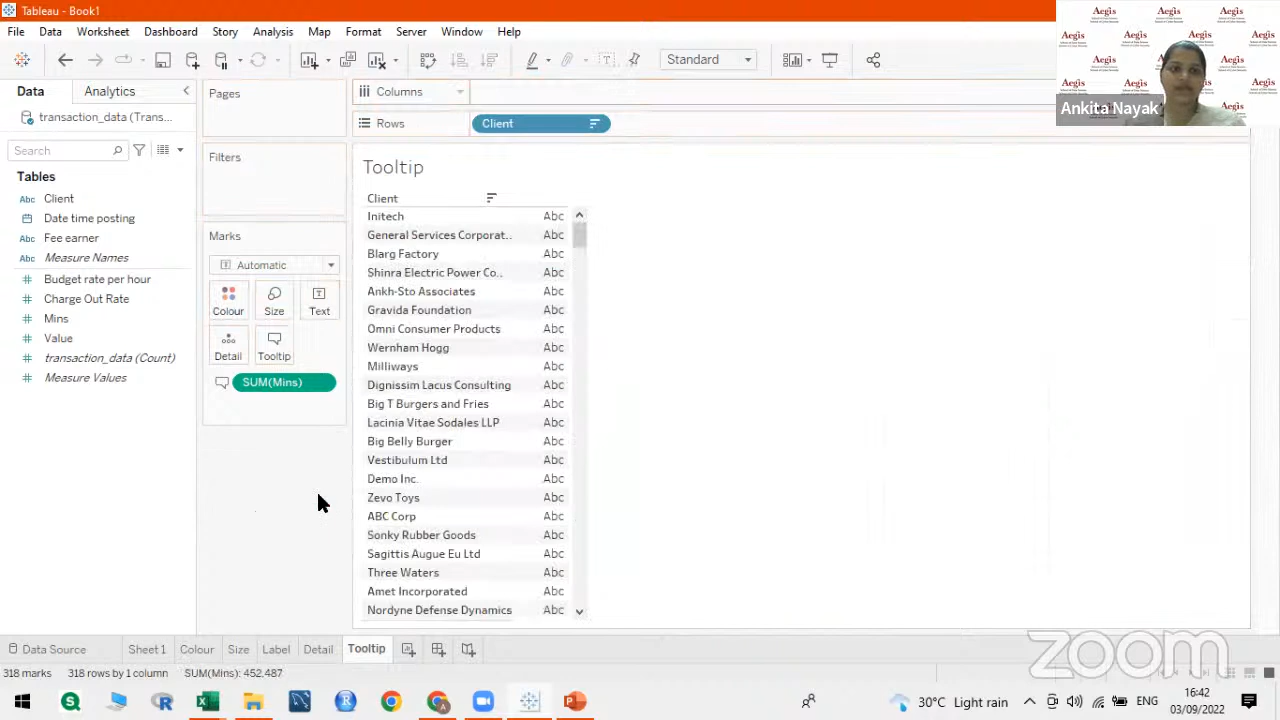 Tableau - Book1
File Data Worksheet Dashboard Story Analysis Map Format Help
Standard
Data Analytics
transaction_data (Trans...
Search
Tables
Abc Client
Date time posting
Abc Fee earner
Abc Measure Names
Budget rate per hour
Charge Out Rate
Mins
Value
transaction_data (Count)
Measure Values
Pages
Filters
Marks
Automatic
Colour Size Text
Detail Tooltip
SUM(Mins)
Columns
Rows Client
Tooltip
Client
Initech Abc
General Services Corporat.. Abc
Blarg Factory Abc
Shinra Electric Power Co.. Abc
Ankh-Sto Associates Abc
Gravida Foundation Abc
Omni Consumer Products Abc
Wernham Hogg Abc
Milliways Abc
Dignissim Lacus Consulting Abc
Big T Burgers and Fries Abc
Lacinia Vitae Sodales LLP Abc
Big Belly Burger Abc
Vestibulum Ltd Abc
Demo Inc. Abc
Zevo Toys Abc
ABC Corp Abc
Sonky Rubber Goods Abc
Sagittis Augue Eu Ltd Abc
Three Waters Abc
Amet Incorporated Abc
Nordyne Defense Dynamics Abc
Aegis Aegis Aegis
Ankita Nayak
Data Source Sheet 1 Colour Size Label Detail Tooltip
318 marks 318 rows by 1 column SUM(Mins): 452.487
zoom
30°C Light rain
ENG
16:42
03/09/2022